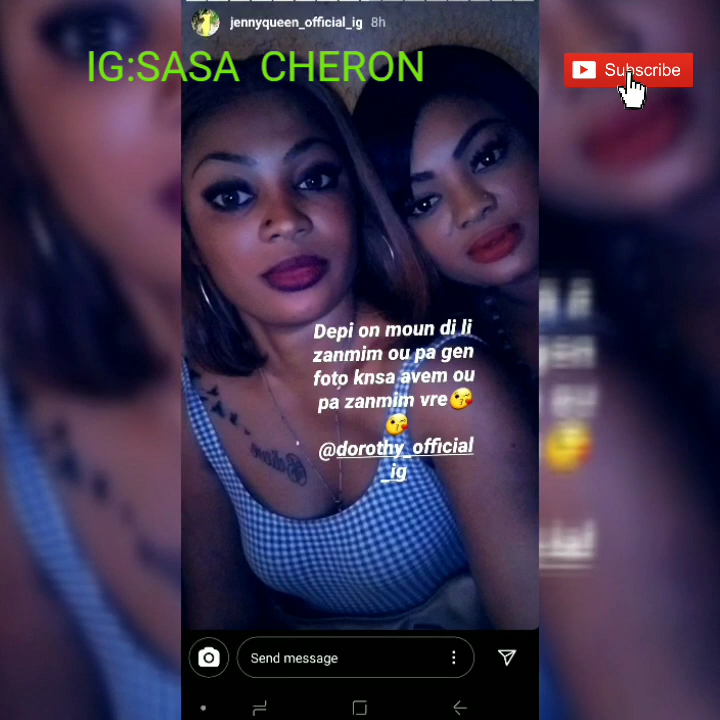 jennyqueen_official_ig 8h
IG:SASA CHERON
Subscribe
Depi on moun di li
zanmim ou pa gen
foto knsa avem ou
pa zanmim vre😘
😘
@dorothy_official
_ig
Send message